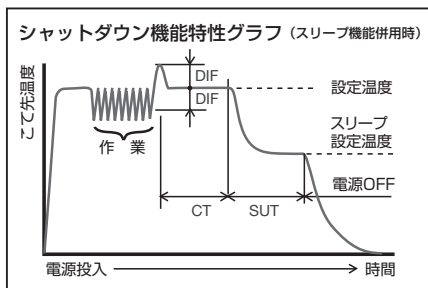 シャットダウン機能特性グラフ（スリープ機能併用時）
こて先温度
DIF
DIF
設定温度
作 業
スリープ
設定温度
電源OFF
CT
SUT
電源投入
時間